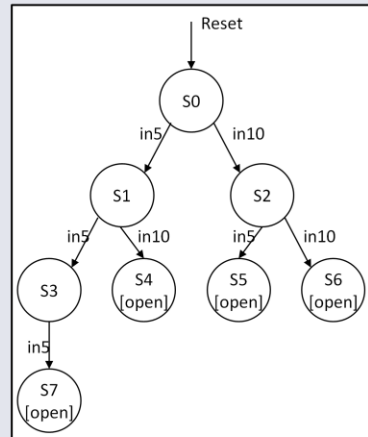 Reset
S0
in5
in10
S1
S2
in5
in10
in5
in10
S3
S4
[open]
S5
[open]
S6
[open]
in5
S7
[open]